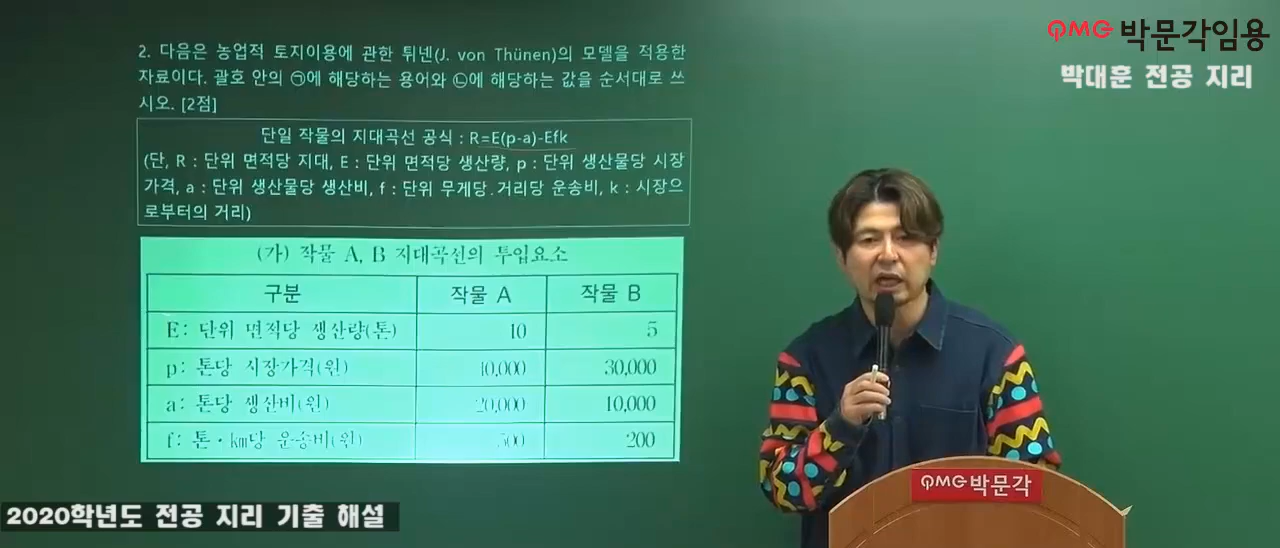 2. 다음은 농업적 토지이용에 관한 튀넨(J. von Thünen)의 모델을 적용한
자료이다. 괄호 안의 ㉠에 해당하는 용어와 ㉡에 해당하는 값을 순서대로 쓰
시오. [2점]
단일 작물의 지대곡선 공식 : R=E(p-a)-Efk
(단, R : 단위 면적당 지대, E : 단위 면적당 생산량, p : 단위 생산물당 시장
가격, a : 단위 생산물당 생산비, f : 단위 무게당·거리당 운송비, k : 시장으
로부터의 거리)
(가) 작물 A, B 지대곡선의 투입요소
구분 작물 A 작물 B
E: 단위 면적당 생산량(톤) 10 5
p: 톤당 시장가격(원) 30,000
a: 톤당 생산비(원) 20,000 10,000
f: 톤·km당 운송비(원) 200
QMG 박문각임용
박대훈 전공 지리
QMG박문각
2020학년도 전공 지리 기출 해설